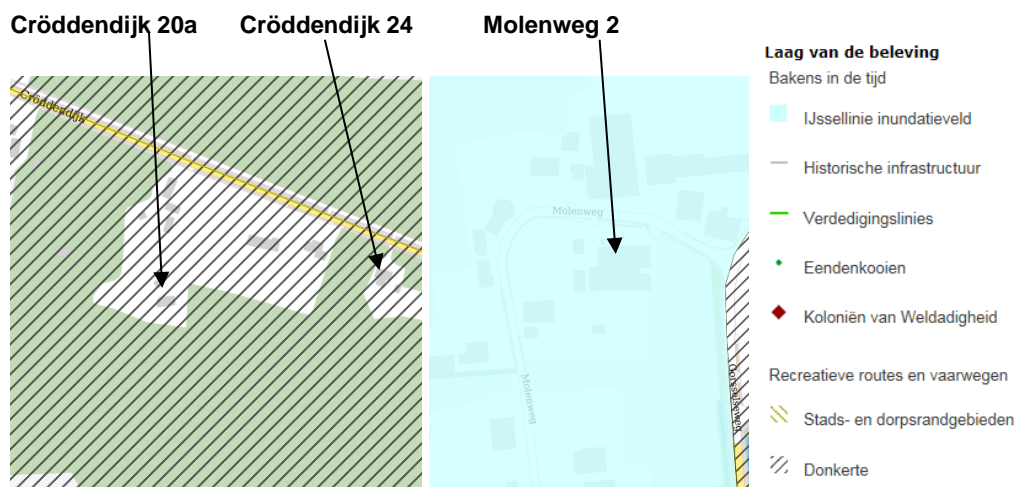 Cröddendijk 20a Cröddendijk 24 Molenweg 2
Cröddendijk
Molenweg
Molenweg
Gorsselseweg
Laag van de beleving
Bakens in de tijd
IJssellinie inundatieveld
Historische infrastructuur
Verdedigingslinies
Eendenkooien
Koloniën van Weldadigheid
Recreatieve routes en vaarwegen
Stads- en dorpsrandgebieden
Donkerte